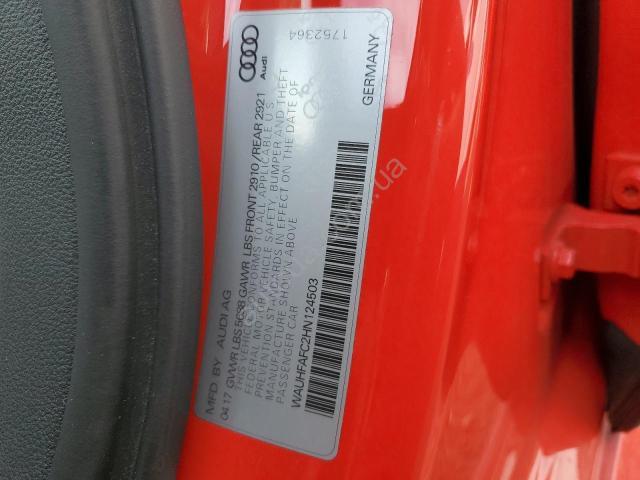 MFD. BY AUDI AG
04.17 GVWR LBS GAWR LBS FRONT 2910/REAR 2921
THIS VEHICLE CONFORMS TO ALL APPLICABLE U.S.
FEDERAL MOTOR VEHICLE SAFETY, BUMPER AND THEFT
PREVENTION STANDARDS IN EFFECT ON THE DATE OF
MANUFACTURE SHOWN ABOVE
PASSENGER CAR
WAUHFAFC2HN124503
Audi
1752364
GERMANY